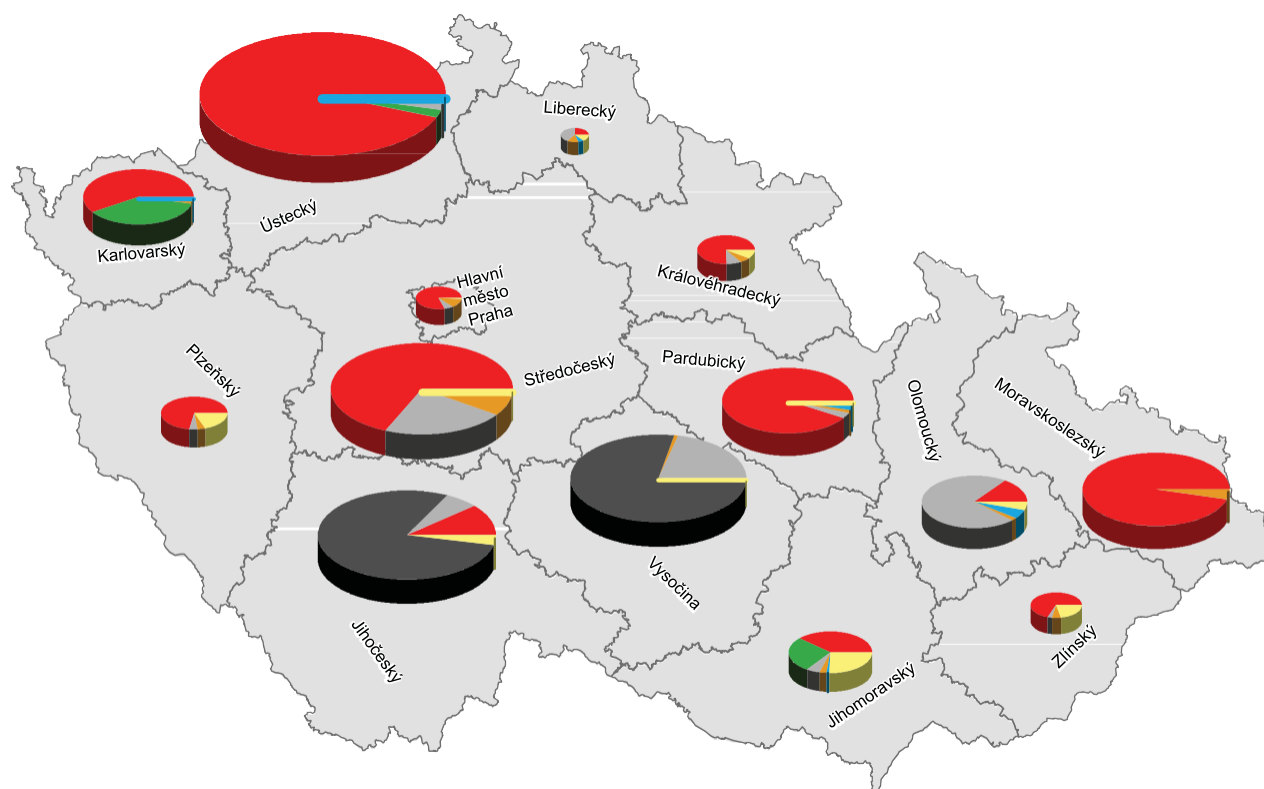 Liberecký
Ústecký
Karlovarský
Královéhradecký
Hlavní
město
Praha
Středočeský
Pardubický
Plzeňský
Olomoucký
Moravskoslezský
Vysočina
Jihočeský
Zlínský
Jihomoravský